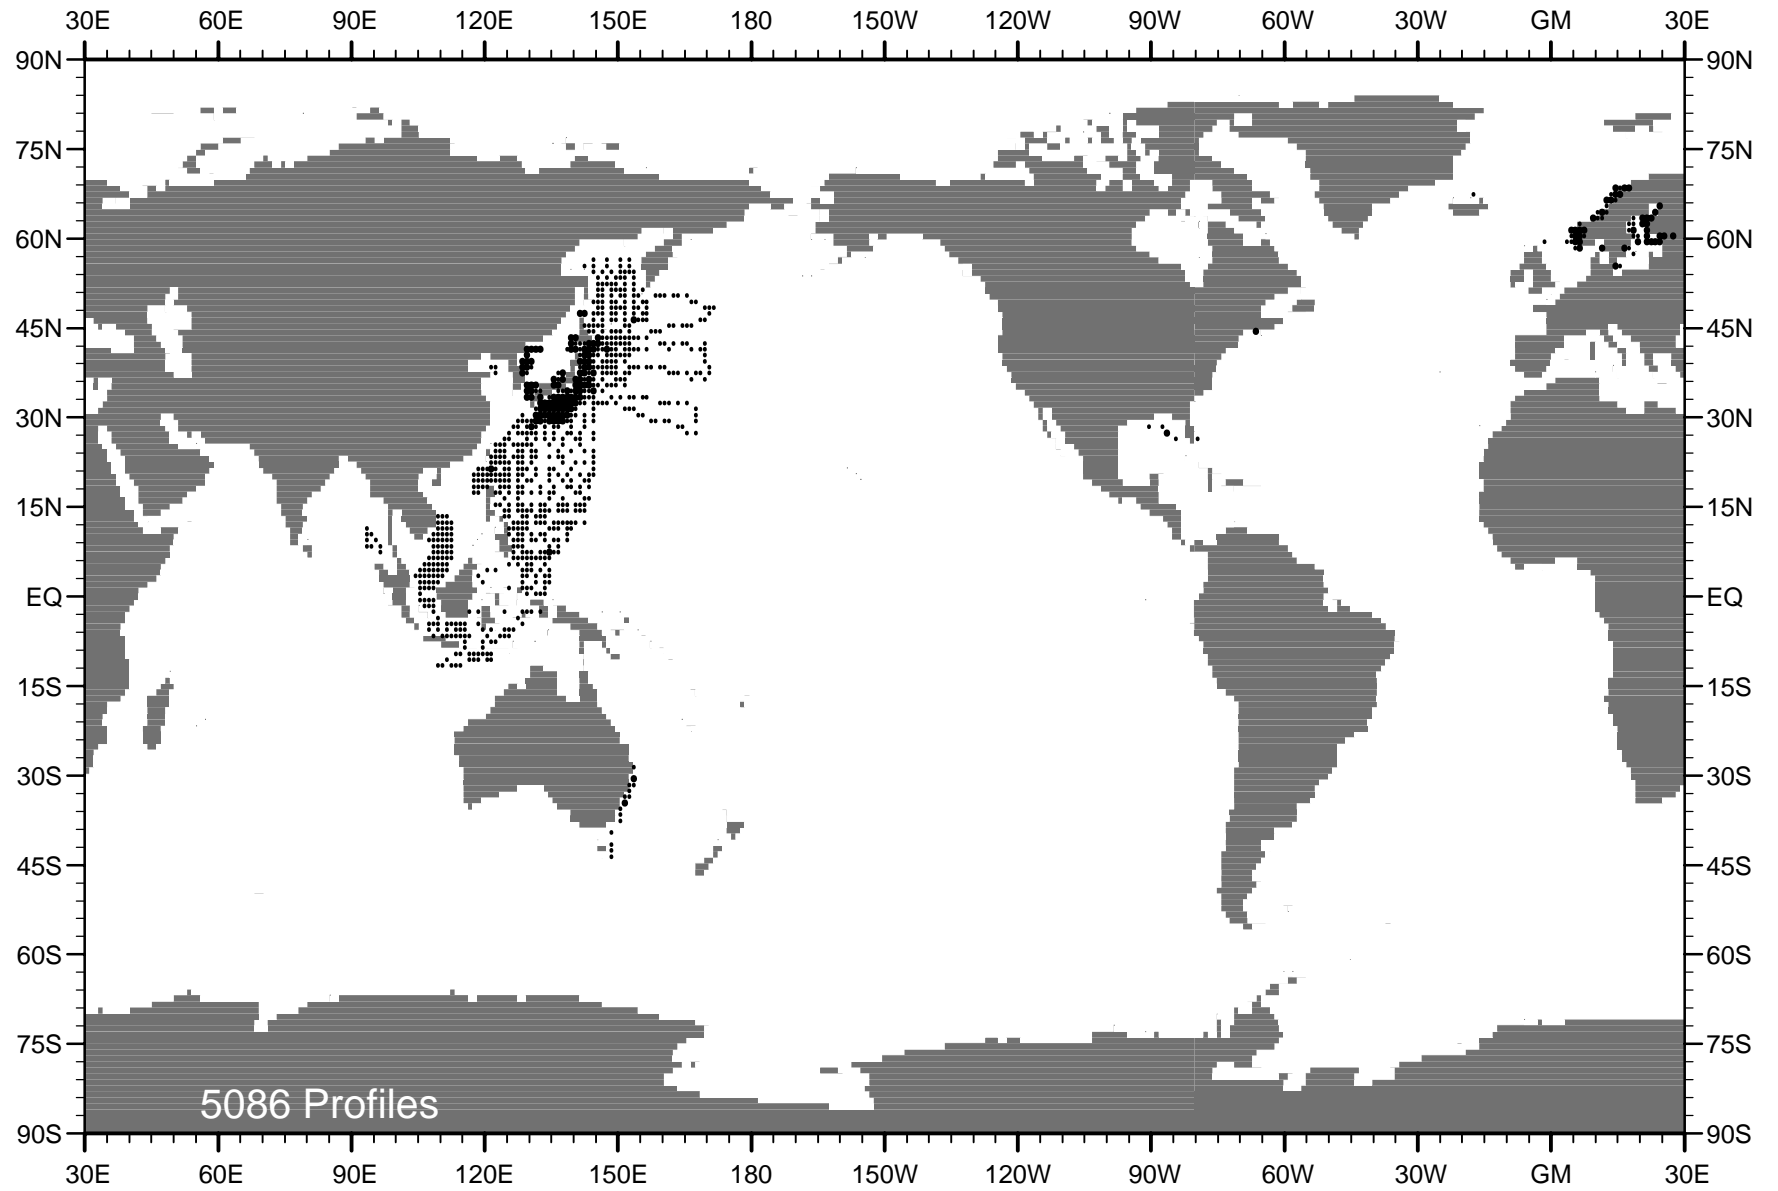 30E 60E 90E 120E 150E 180 150W 120W 90W 60W 30W GM 30E
90N 90N
75N 75N
60N 60N
45N 45N
30N 30N
15N 15N
EQ EQ
15S 15S
30S 30S
45S 45S
60S 60S
75S 75S
5086 Profiles
90S 90S
30E 60E 90E 120E 150E 180 150W 120W 90W 60W 30W GM 30E